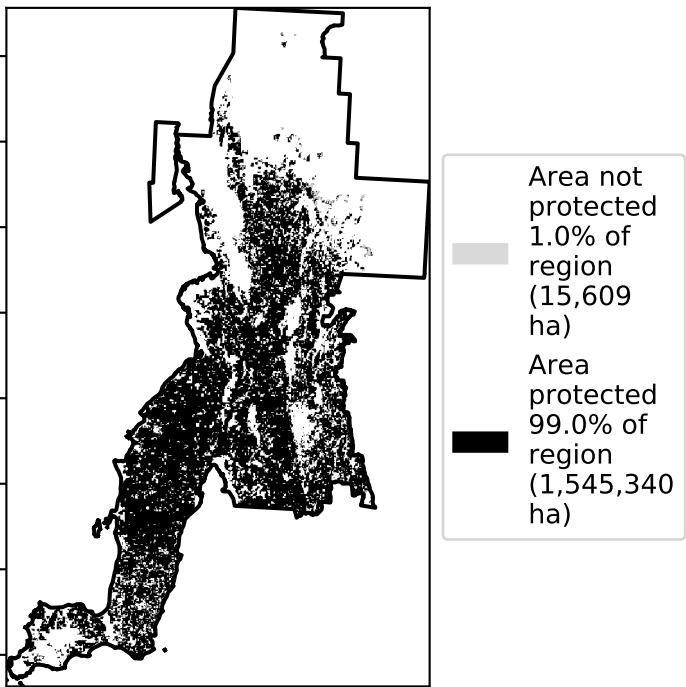 Area not
protected
1.0% of
region
(15,609
ha)
Area
protected
99.0% of
region
(1,545,340
ha)